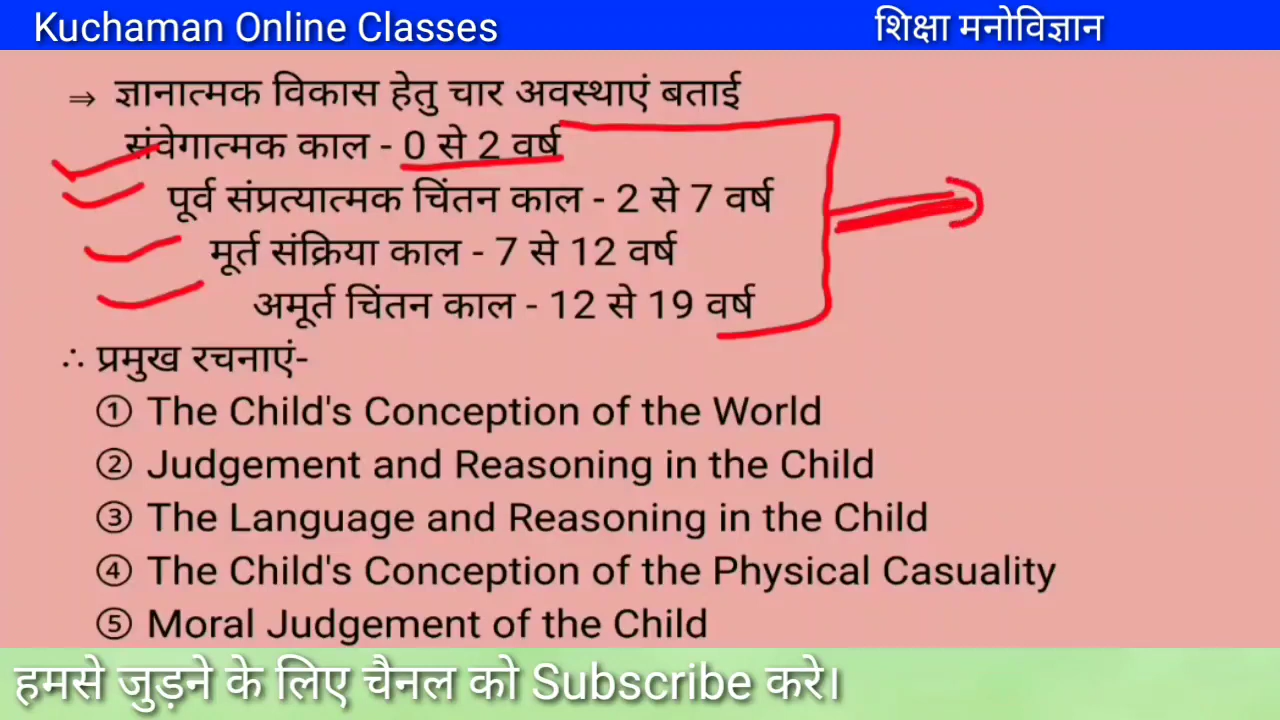 Kuchaman Online Classes शिक्षा मनोविज्ञान
⇒ ज्ञानात्मक विकास हेतु चार अवस्थाएं बताई
संवेगात्मक काल - 0 से 2 वर्ष
पूर्व संप्रत्यात्मक चिंतन काल - 2 से 7 वर्ष
मूर्त संक्रिया काल - 7 से 12 वर्ष
अमूर्त चिंतन काल - 12 से 19 वर्ष
∴ प्रमुख रचनाएं-
① The Child's Conception of the World
② Judgement and Reasoning in the Child
③ The Language and Reasoning in the Child
④ The Child's Conception of the Physical Casuality
⑤ Moral Judgement of the Child
हमसे जुड़ने के लिए चैनल को Subscribe करे।